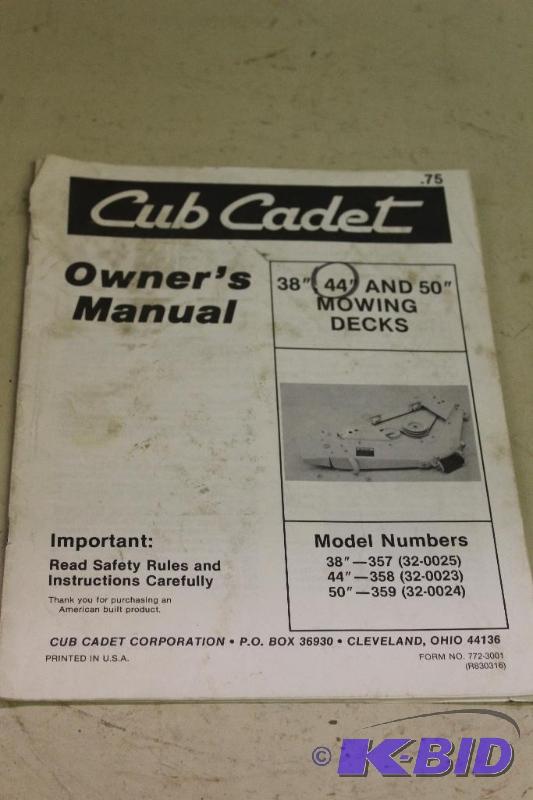 .75
Cub Cadet
Owner's
Manual
38", 44" AND 50"
MOWING
DECKS
Important:
Read Safety Rules and
Instructions Carefully
Thank you for purchasing an
American built product.
Model Numbers
38"—357 (32-0025)
44"—358 (32-0023)
50"—359 (32-0024)
CUB CADET CORPORATION • P.O. BOX 36930 • CLEVELAND, OHIO 44136
PRINTED IN U.S.A.
FORM NO. 772-3001
(R830316)
© K-BID